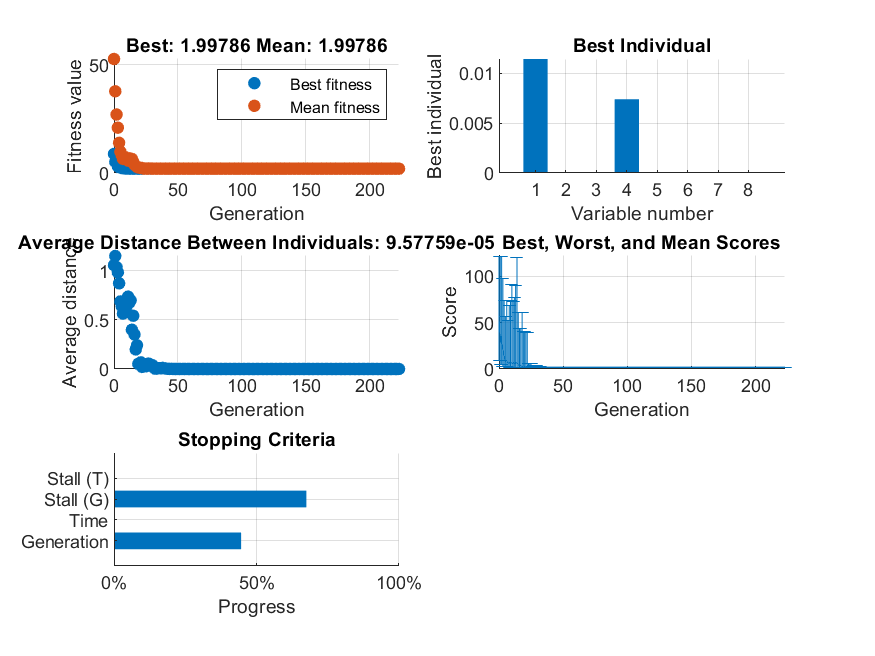 Best: 1.99786 Mean: 1.99786
Fitness value
50
0
Best fitness
Mean fitness
0 50 100 150 200
Generation
Best Individual
Best individual
0.01
0.005
0
1 2 3 4 5 6 7 8
Variable number
Average Distance Between Individuals: 9.57759e-05
Average distance
1
0.5
0
0 50 100 150 200
Generation
Best, Worst, and Mean Scores
Score
100
50
0
0 50 100 150 200
Generation
Stopping Criteria
Stall (T)
Stall (G)
Time
Generation
0% 50% 100%
Progress